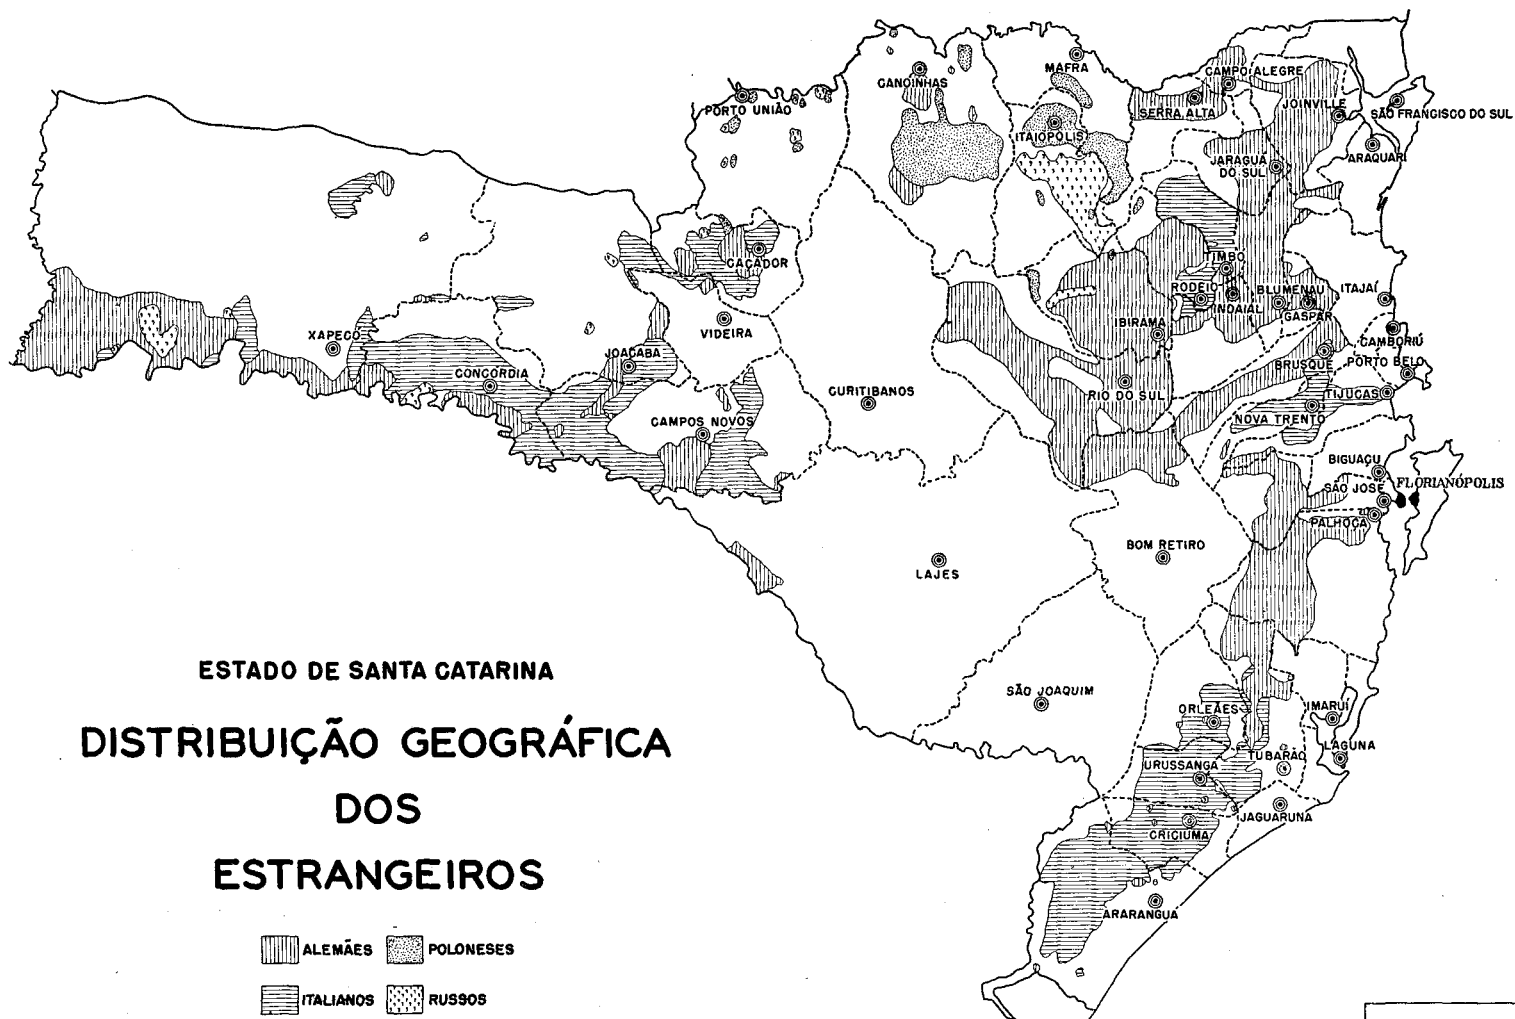 MAFRA
CAMPO ALEGRE
CANOINHAS
PORTO UNIÃO
SERRA ALTA
JOINVILLE
SÃO FRANCISCO DO SUL
ITAIÓPOLIS
ARAQUARI
JARAGUÁ
DO SUL
CAÇADOR
TIMBÓ
RODEIO
BLUMENAU
ITAJAÍ
INDAIAL
GASPAR
IBIRAMA
VIDEIRA
XAPECÓ
CAMBORIÚ
JOAÇABA
BRUSQUE
PORTO BELO
CONCORDIA
CURITIBANOS
RIO DO SUL
TIJUCAS
CAMPOS NOVOS
NOVA TRENTO
BIGUAÇU
FLORIANÓPOLIS
SÃO JOSÉ
PALHOÇA
BOM RETIRO
LAJES
ESTADO DE SANTA CATARINA
SÃO JOAQUIM
ORLEÃES
IMARUÍ
DISTRIBUIÇÃO GEOGRÁFICA
LAGUNA
TUBARÃO
URUSSANGA
DOS
JAGUARUNA
CRICIUMA
ESTRANGEIROS
ARARANGUA
ALEMÃES POLONESES
ITALIANOS RUSSOS